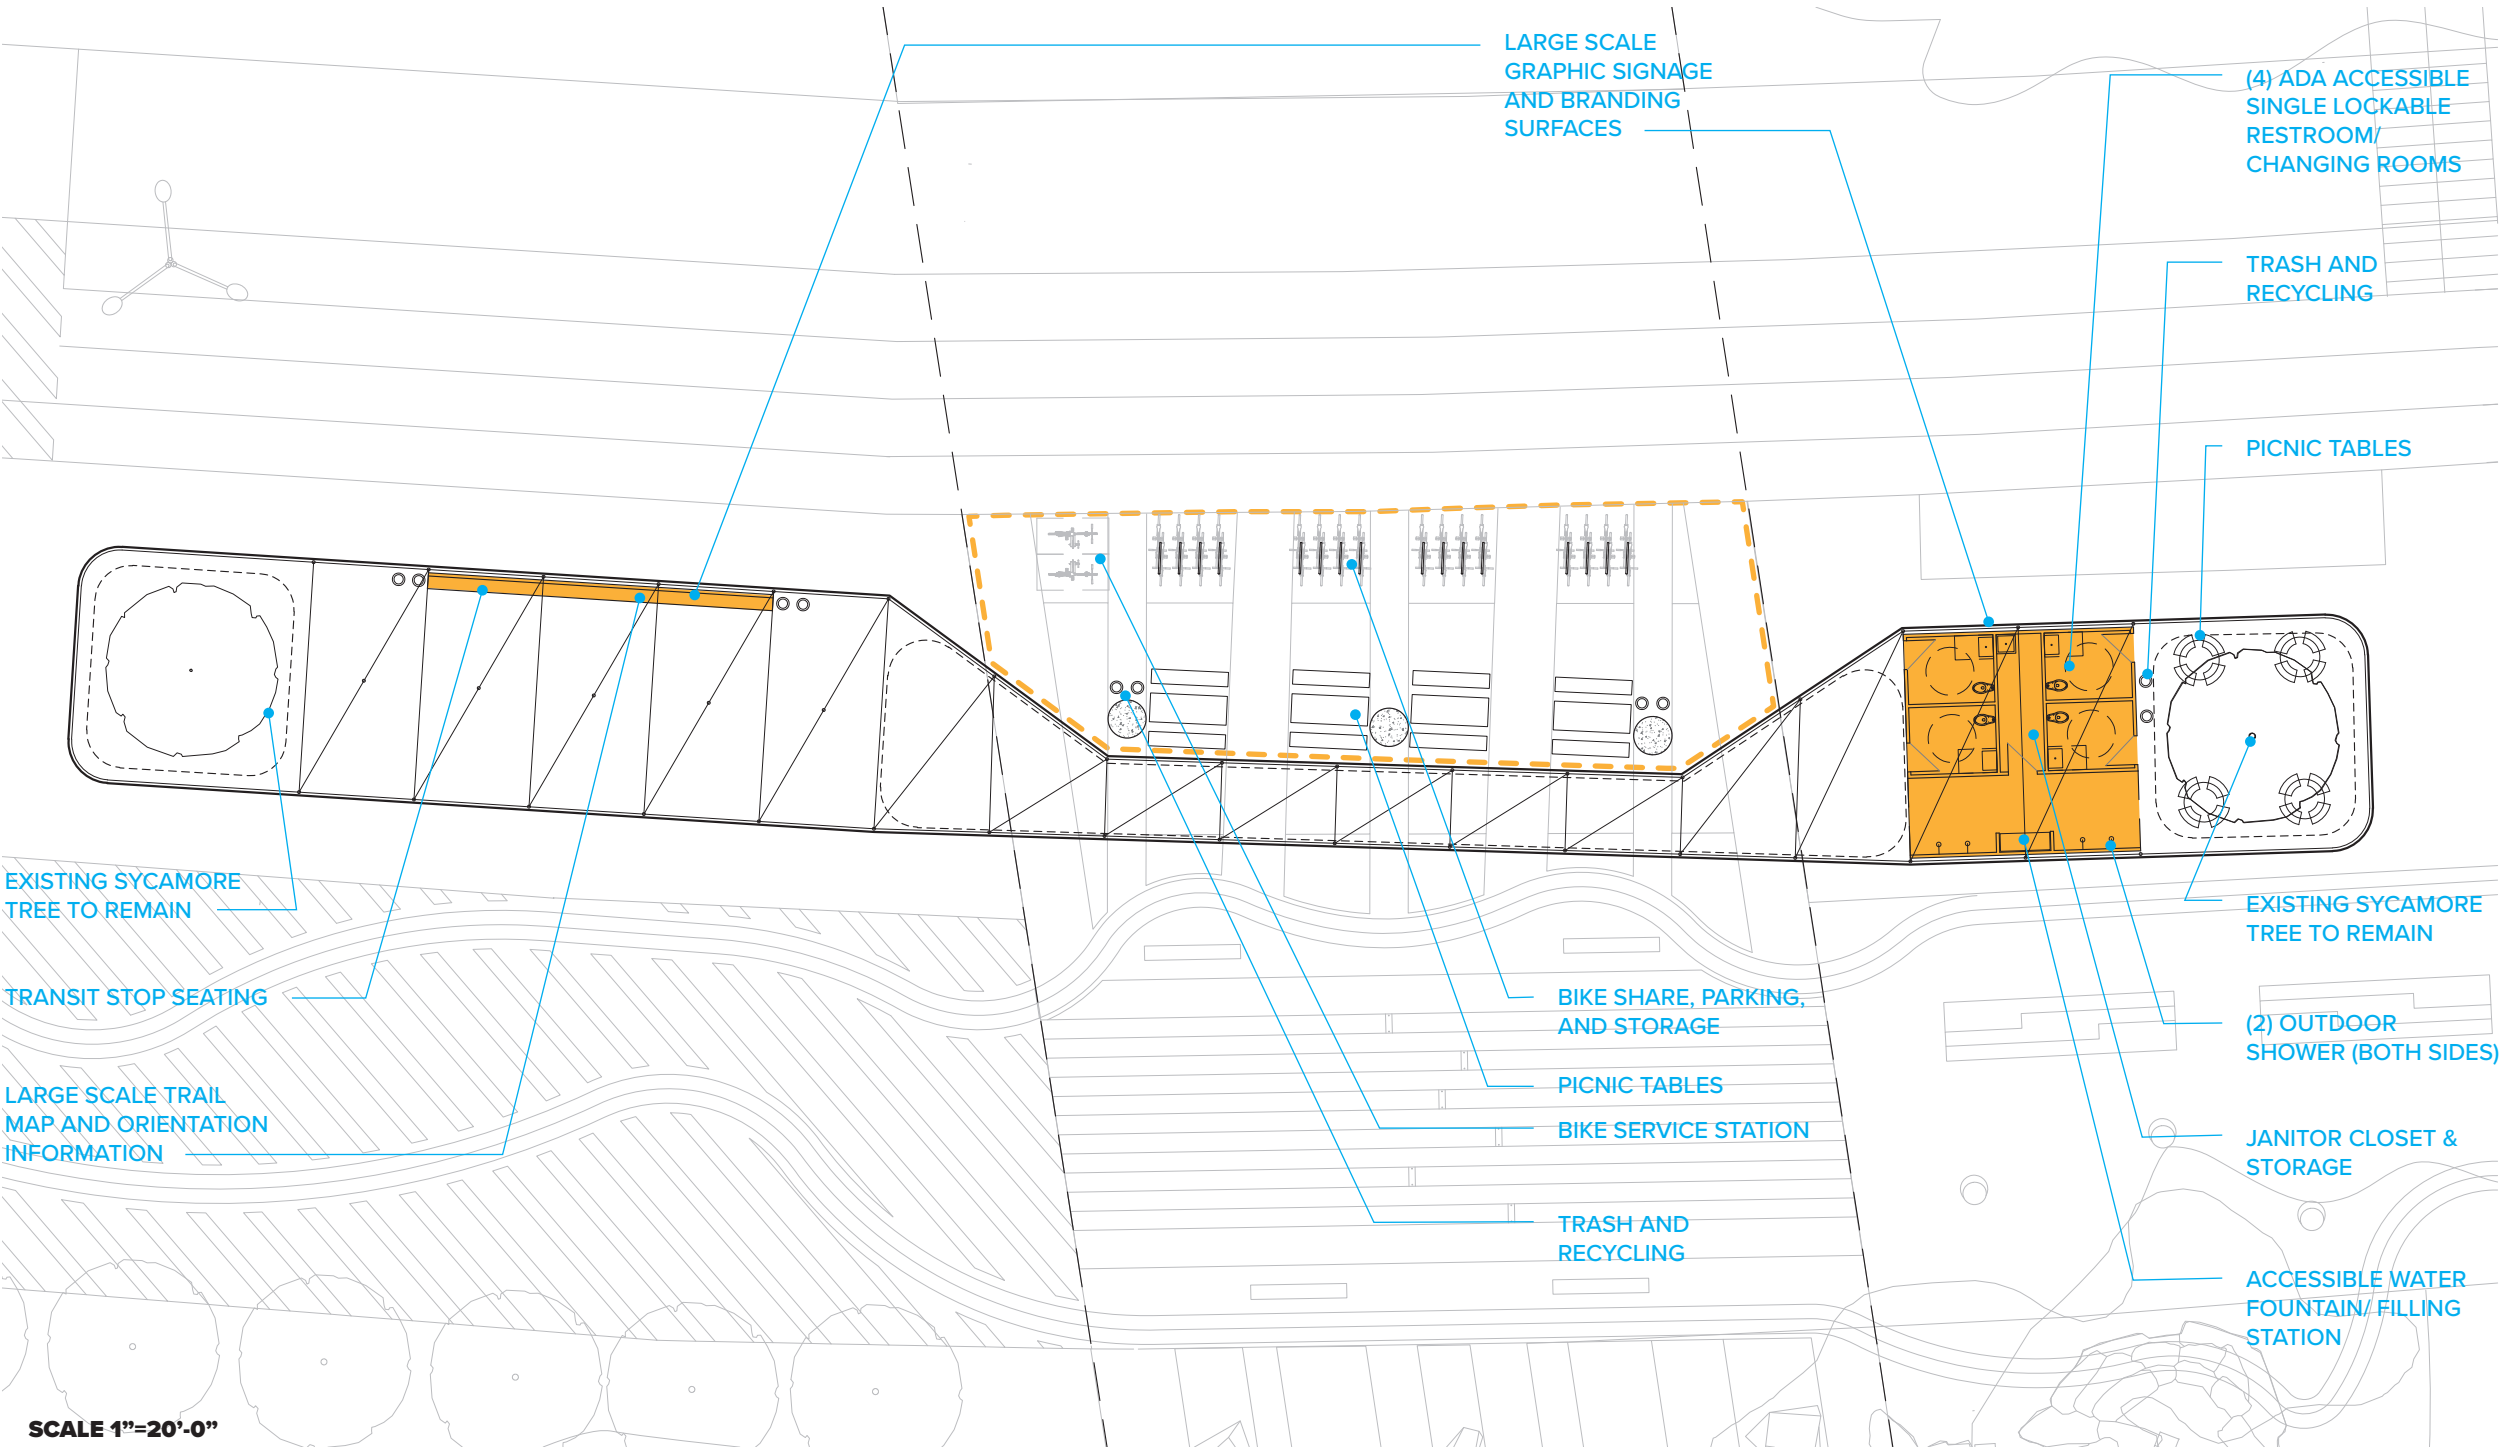 LARGE SCALE
GRAPHIC SIGNAGE
AND BRANDING
SURFACES
(4) ADA ACCESSIBLE
SINGLE LOCKABLE
RESTROOM/
CHANGING ROOMS
TRASH AND
RECYCLING
PICNIC TABLES
EXISTING SYCAMORE
TREE TO REMAIN
TRANSIT STOP SEATING
LARGE SCALE TRAIL
MAP AND ORIENTATION
INFORMATION
BIKE SHARE, PARKING,
AND STORAGE
PICNIC TABLES
BIKE SERVICE STATION
TRASH AND
RECYCLING
EXISTING SYCAMORE
TREE TO REMAIN
(2) OUTDOOR
SHOWER (BOTH SIDES)
JANITOR CLOSET &
STORAGE
ACCESSIBLE WATER
FOUNTAIN/ FILLING
STATION
SCALE 1”=20’-0”